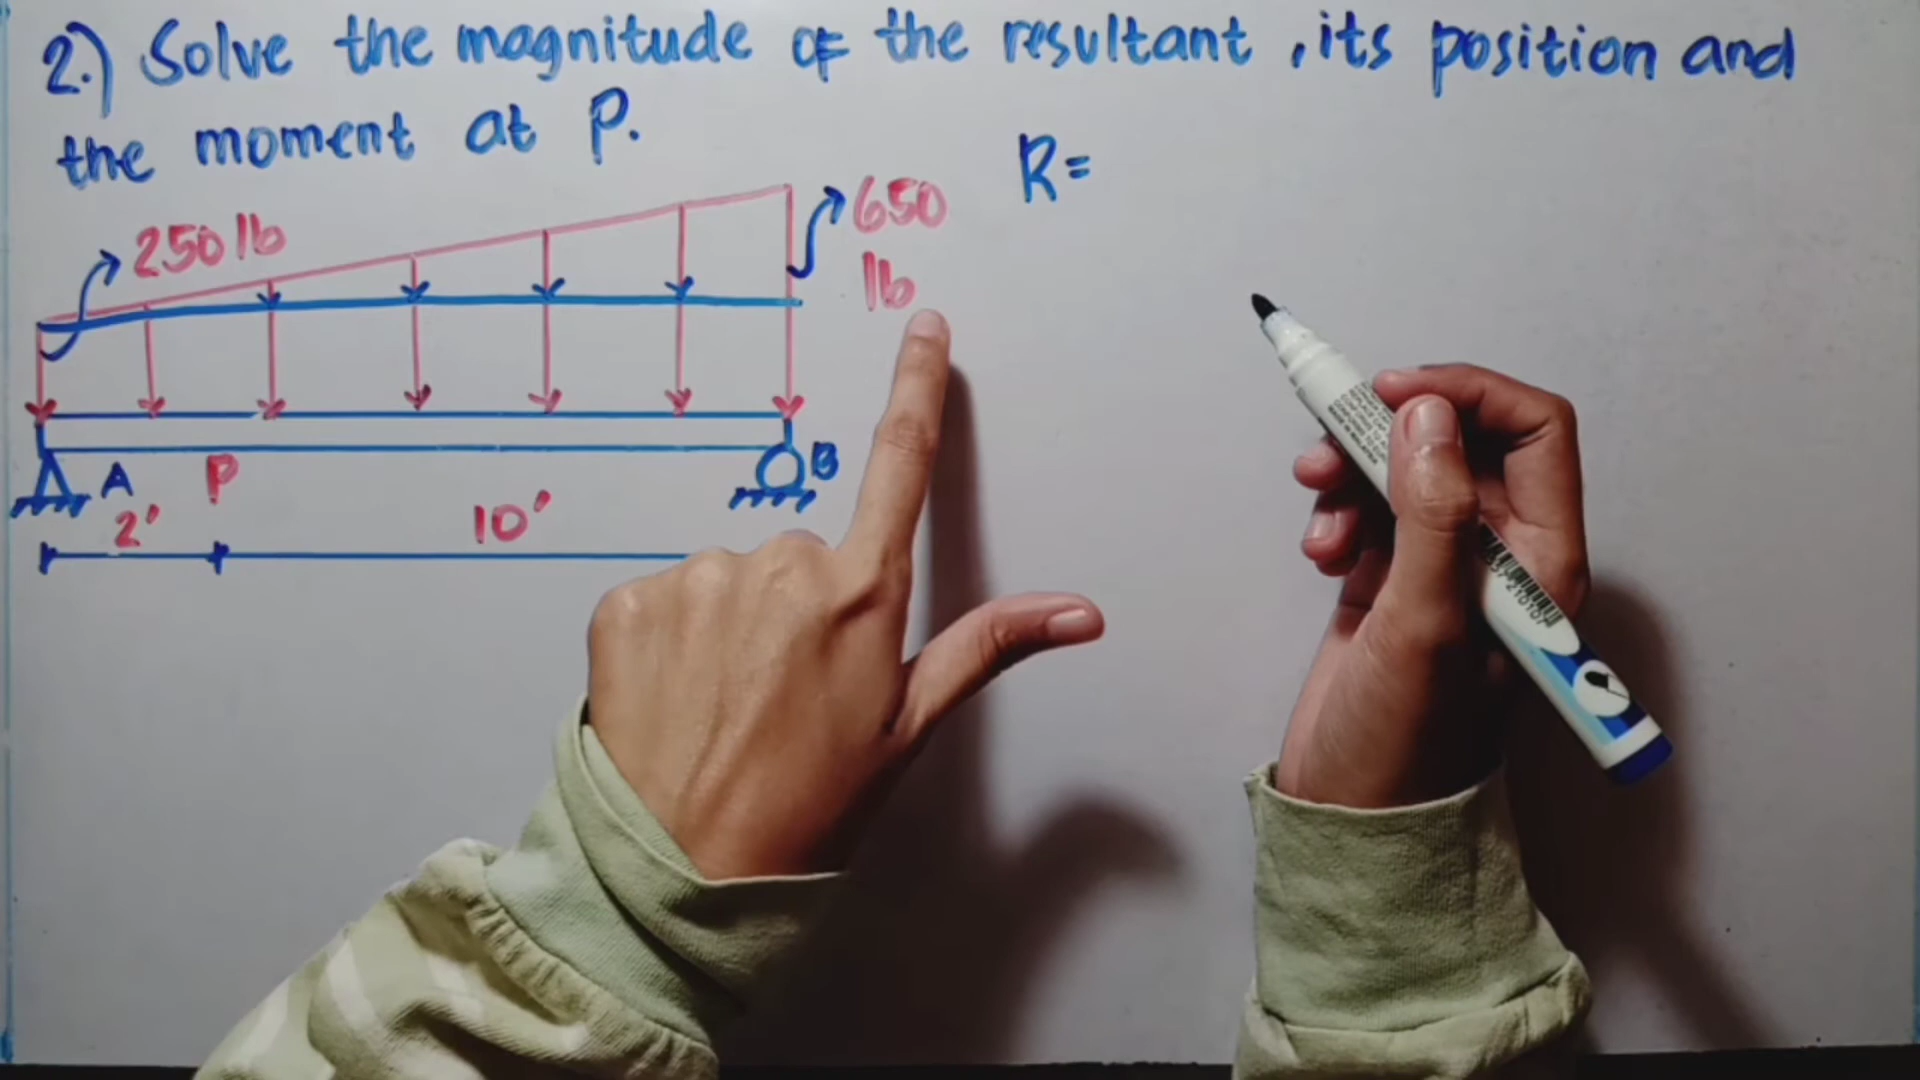 2.) Solve the magnitude of the resultant, its position and
the moment at P.
R=
250 lb
650
lb
A
P
B
2'
10'